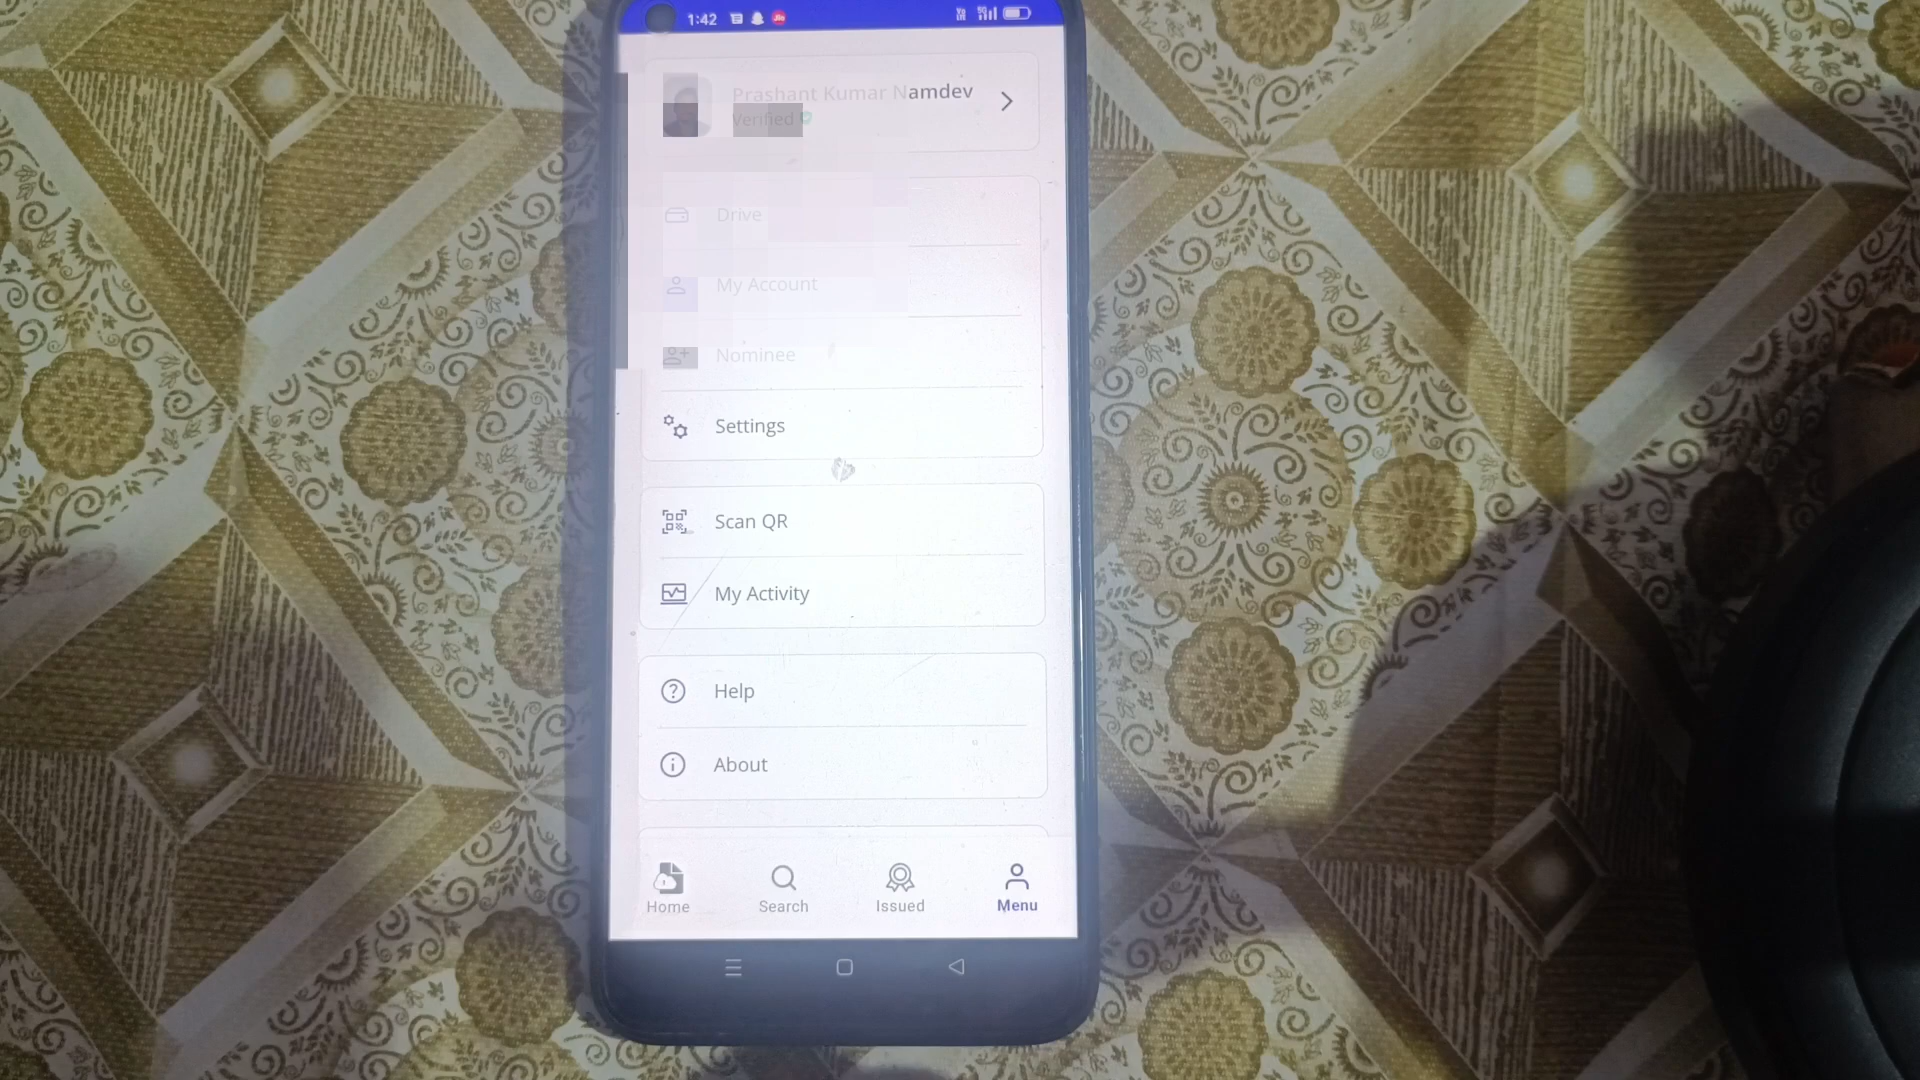 1:42
Prashant Kumar Namdev
Verified
Drive
My Account
Nominee
Settings
Scan QR
My Activity
Help
About
Home
Search
Issued
Menu